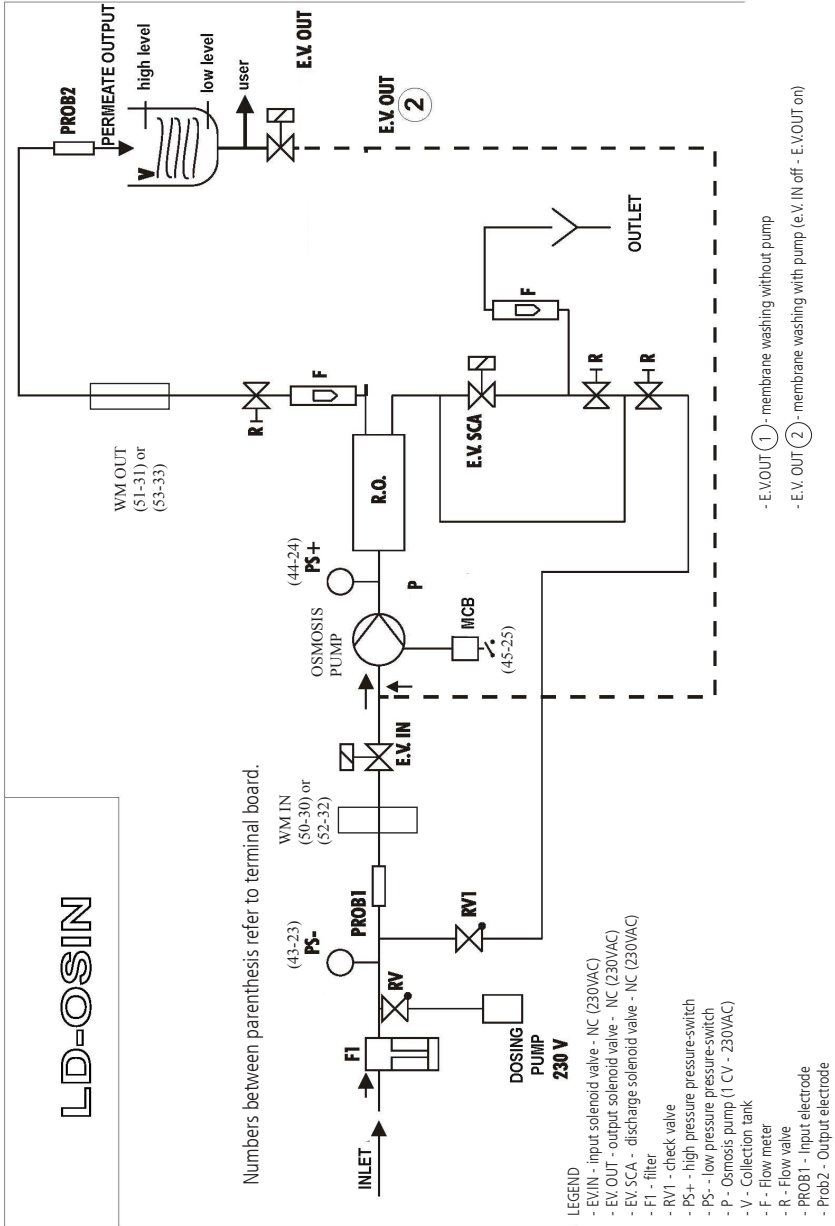 LD-OSIN
Numbers between parenthesis refer to terminal board.
INLET
F1
RV
DOSING
PUMP
230 V
(43-23)
PS-
PROB1
RV1
WM IN
(50-30) or
(52-32)
E.V. IN
OSMOSIS
PUMP
MCB
(45-25)
(44-24)
PS+
P
R.O.
WM OUT
(51-31) or
(53-33)
R
F
E.V. SCA
R
R
F
OUTLET
PROB2
PERMEATE OUTPUT
V
high level
low level
user
E.V. OUT
E.V. OUT
2
LEGEND
- EV.IN - input solenoid valve - NC (230VAC)
- EV. OUT - output solenoid valve - NC (230VAC)
- EV. SCA - discharge solenoid valve - NC (230VAC)
- F1 - filter
- RV1 - check valve
- PS+ - high pressure pressure-switch
- PS- - low pressure pressure-switch
- P - Osmosis pump (1 CV - 230VAC)
- V - Collection tank
- F - Flow meter
- R - Flow valve
- PROB1 - Input electrode
- Prob2 - Output electrode
- E.V.OUT 1 - membrane washing without pump
- E.V. OUT 2 - membrane washing with pump (e.V. IN off - E.V.OUT on)